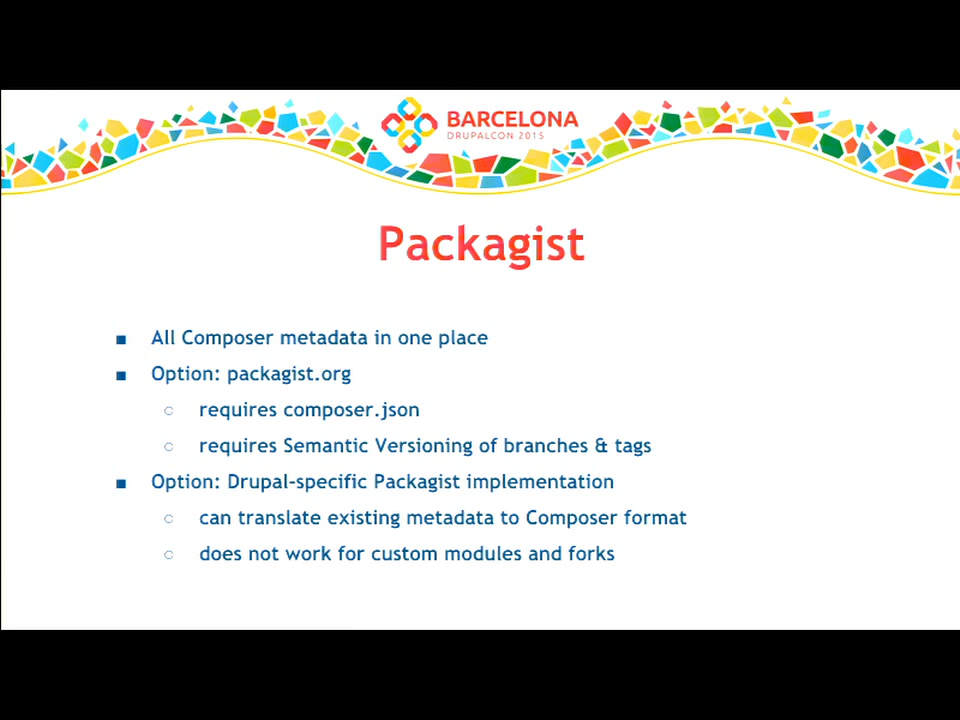 BARCELONA
DRUPALCON 2015
Packagist
■ All Composer metadata in one place
■ Option: packagist.org
○ requires composer.json
○ requires Semantic Versioning of branches & tags
■ Option: Drupal-specific Packagist implementation
○ can translate existing metadata to Composer format
○ does not work for custom modules and forks